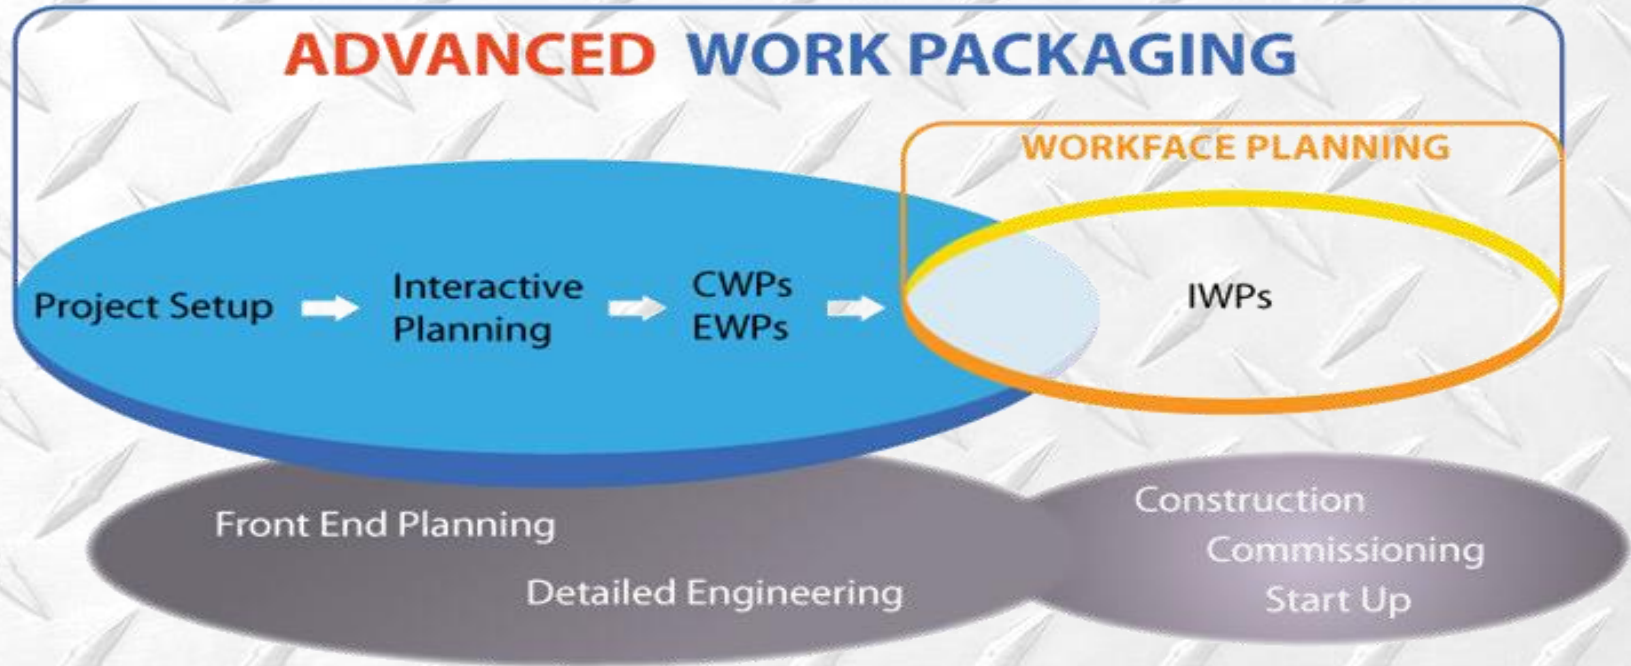 ADVANCED WORK PACKAGING
WORKFACE PLANNING
Project Setup
Interactive
Planning
CWPs
EWPs
IWPs
Front End Planning
Detailed Engineering
Construction
Commissioning
Start Up